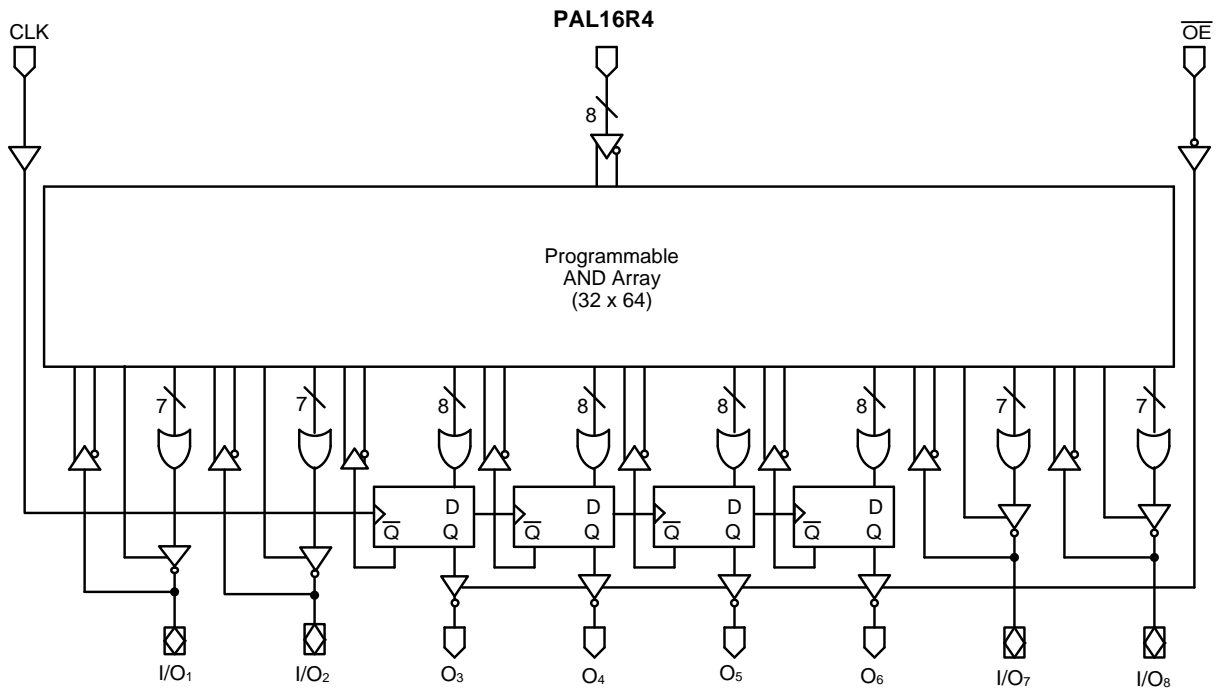 PAL16R4
CLK
O̅E̅
8
Programmable
AND Array
(32 x 64)
7
7
8
8
8
8
7
7
D
Q̅
Q
D
Q̅
Q
D
Q̅
Q
D
Q̅
Q
I/O1
I/O2
O3
O4
O5
O6
I/O7
I/O8